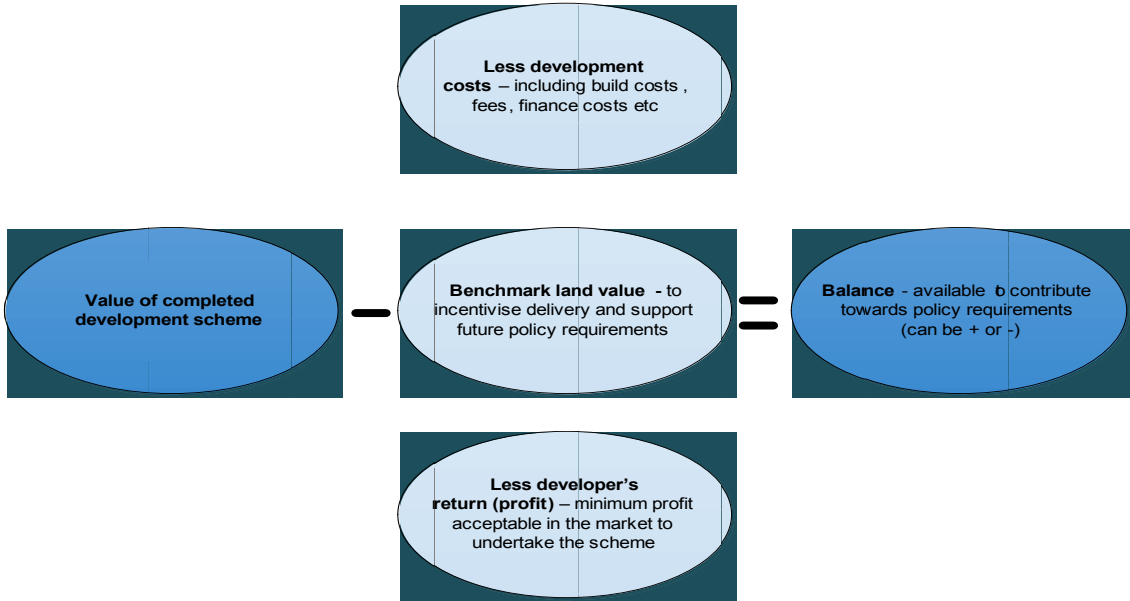 Less development
costs – including build costs ,
fees, finance costs etc
Value of completed
development scheme
Benchmark land value - to
incentivise delivery and support
future policy requirements
Balance - available to contribute
towards policy requirements
(can be + or -)
Less developer's
return (profit) – minimum profit
acceptable in the market to
undertake the scheme